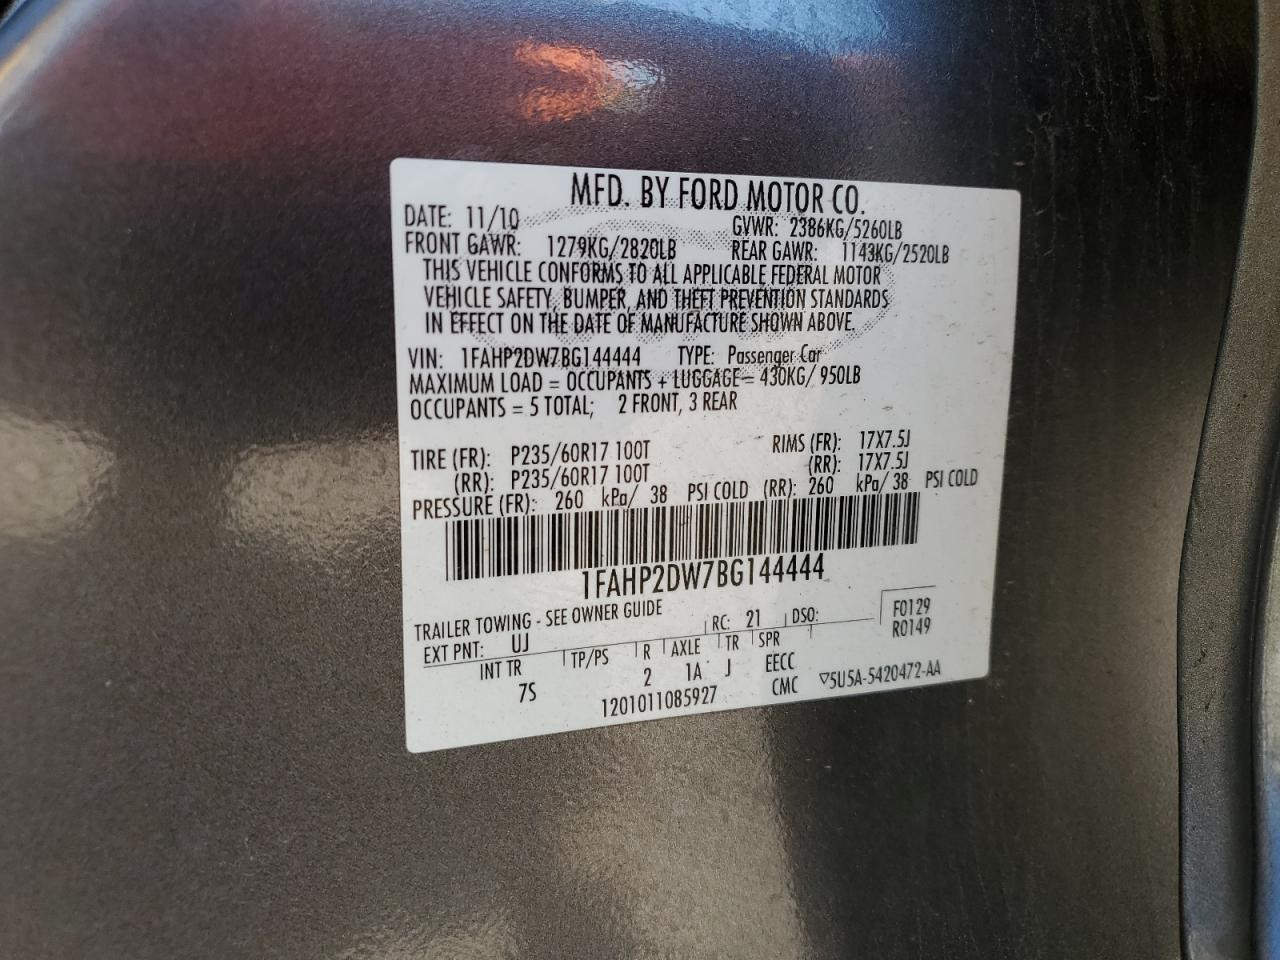 MFD. BY FORD MOTOR CO.
DATE: 11/10 GVWR: 2386KG/5260LB
FRONT GAWR: 1279KG/2820LB REAR GAWR: 1143KG/2520LB
THIS VEHICLE CONFORMS TO ALL APPLICABLE FEDERAL MOTOR
VEHICLE SAFETY, BUMPER, AND THEFT PREVENTION STANDARDS
IN EFFECT ON THE DATE OF MANUFACTURE SHOWN ABOVE.
VIN: 1FAHP2DW7BG144444 TYPE: Passenger Car
MAXIMUM LOAD = OCCUPANTS + LUGGAGE = 430KG/ 950LB
OCCUPANTS = 5 TOTAL; 2 FRONT, 3 REAR
TIRE (FR): P235/60R17 100T RIMS (FR): 17X7.5J
(RR): P235/60R17 100T (RR): 17X7.5J
PRESSURE (FR): 260 kPa/ 38 PSI COLD (RR): 260 kPa/ 38 PSI COLD
1FAHP2DW7BG144444
TRAILER TOWING - SEE OWNER GUIDE
EXT PNT: UJ RC: 21 DSO: F0129
R0149
INT TR TP/PS R AXLE TR SPR
7S 2 1A J EECC
1201011085927 CMC ▽5U5A-5420472-AA